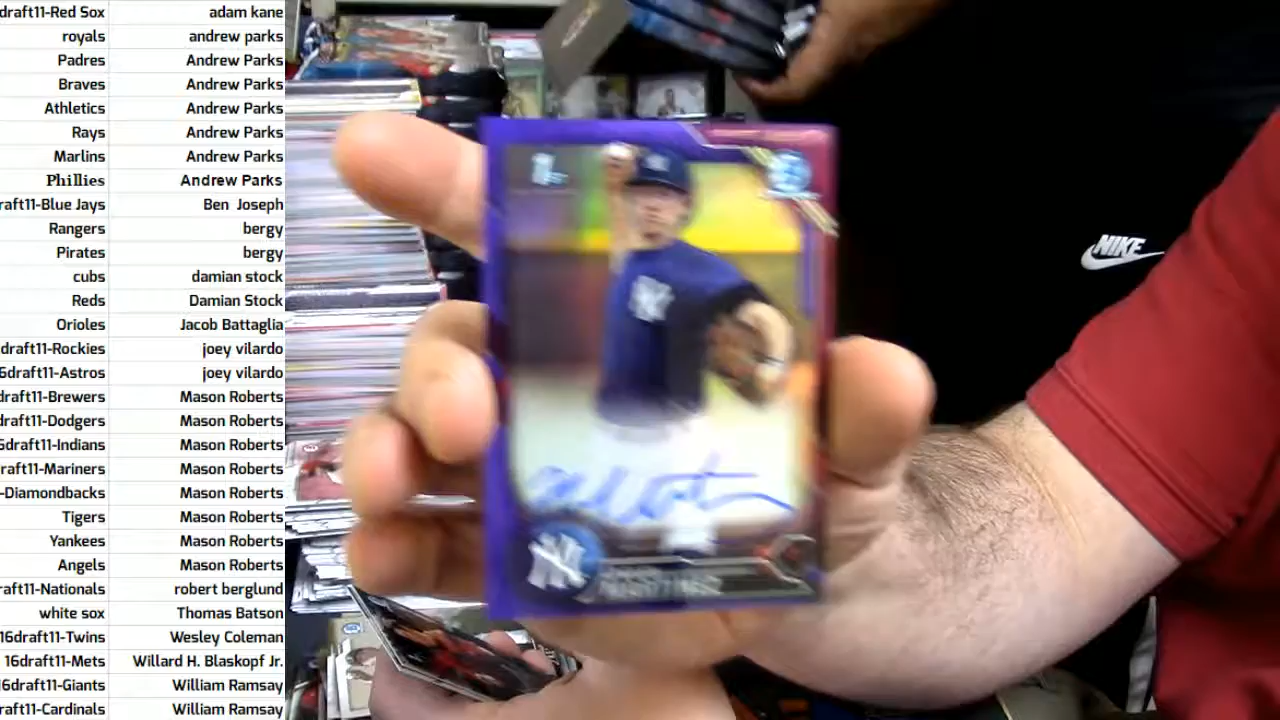 draft11-Red Sox adam kane
royals andrew parks
Padres Andrew Parks
Braves Andrew Parks
Athletics Andrew Parks
Rays Andrew Parks
Marlins Andrew Parks
Phillies Andrew Parks
raft11-Blue Jays Ben Joseph
Rangers bergy
Pirates bergy
cubs damian stock
Reds Damian Stock
Orioles Jacob Battaglia
draft11-Rockies joey vilardo
6draft11-Astros joey vilardo
draft11-Brewers Mason Roberts
draft11-Dodgers Mason Roberts
6draft11-Indians Mason Roberts
raft11-Mariners Mason Roberts
-Diamondbacks Mason Roberts
Tigers Mason Roberts
Yankees Mason Roberts
Angels Mason Roberts
raft11-Nationals robert berglund
white sox Thomas Batson
16draft11-Twins Wesley Coleman
16draft11-Mets Willard H. Blaskopf Jr.
16draft11-Giants William Ramsay
raft11-Cardinals William Ramsay
1st
NY
NY
NIKE